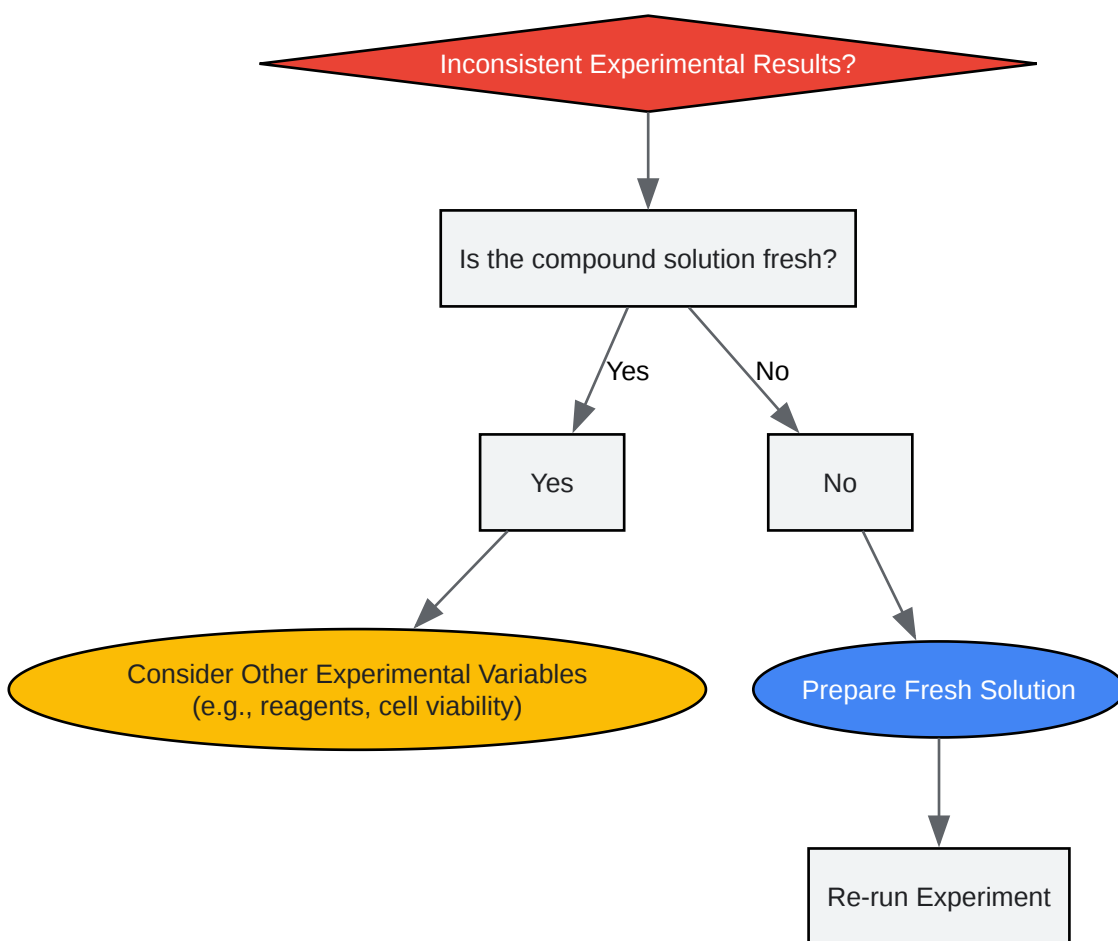 Inconsistent Experimental Results?
Is the compound solution fresh?
Yes
No
Yes
No
Consider Other Experimental Variables
(e.g., reagents, cell viability)
Prepare Fresh Solution
Re-run Experiment